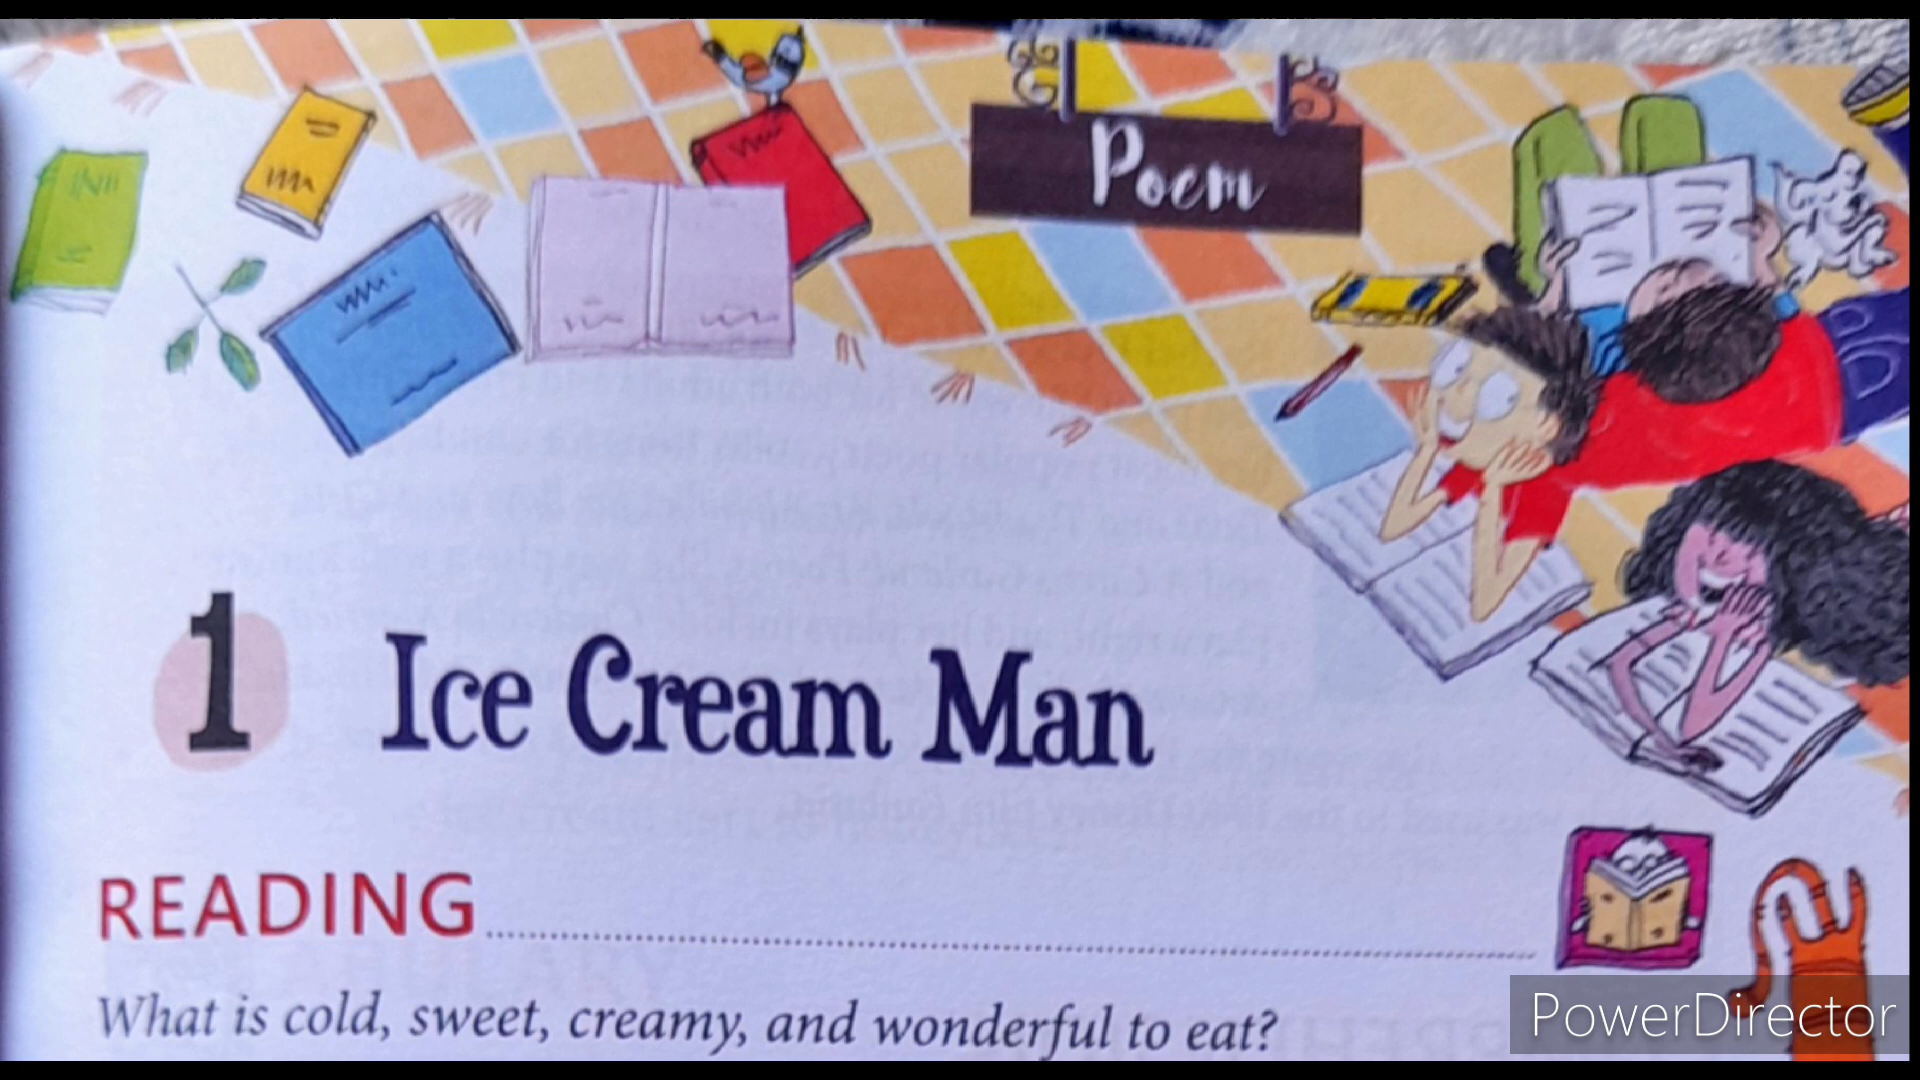 Poem
1 Ice Cream Man
READING
What is cold, sweet, creamy, and wonderful to eat?
PowerDirector